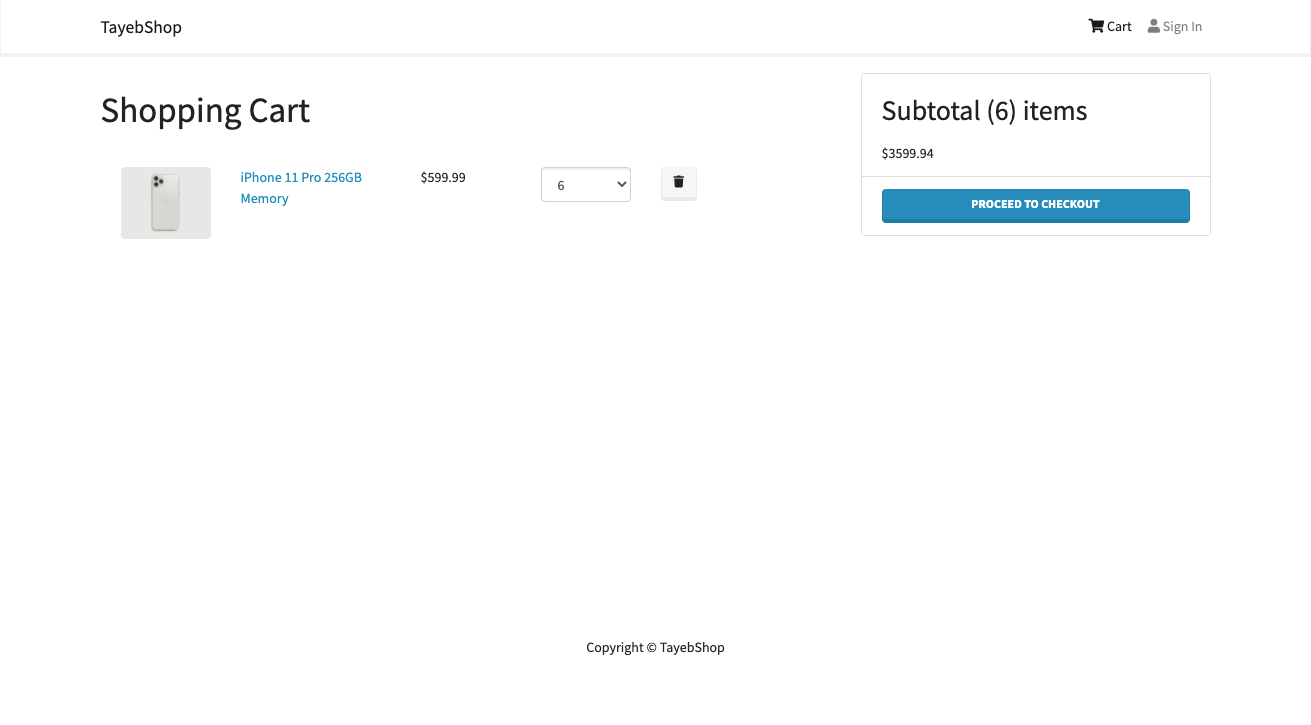 TayebShop
Cart
Sign In
Shopping Cart
iPhone 11 Pro 256GB
Memory
$599.99
6
Subtotal (6) items
$3599.94
PROCEED TO CHECKOUT
Copyright © TayebShop